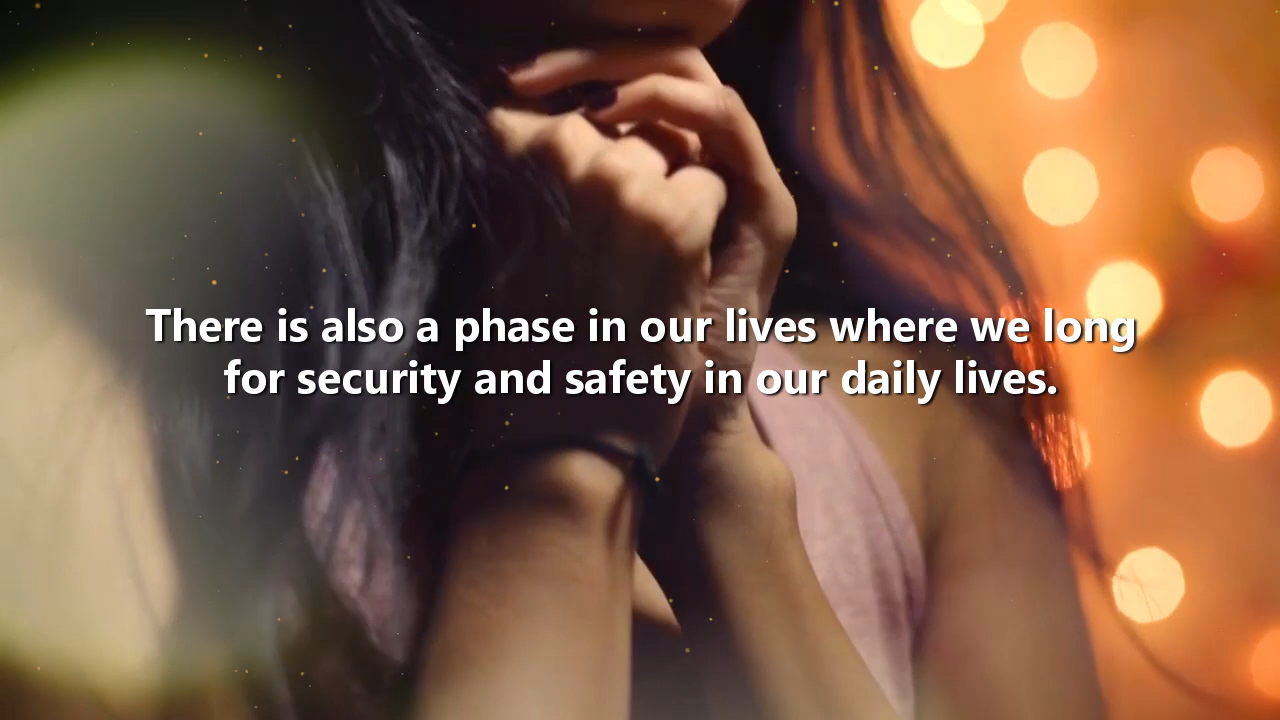 There is also a phase in our lives where we long
for security and safety in our daily lives.